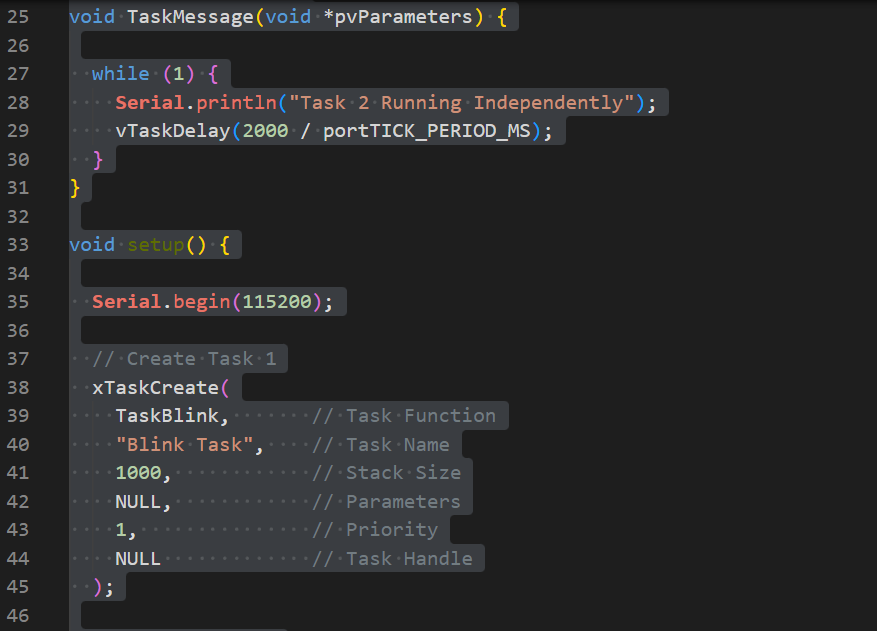 25 void TaskMessage(void *pvParameters) {
26
27   while (1) {
28     Serial.println("Task 2 Running Independently");
29     vTaskDelay(2000 / portTICK_PERIOD_MS);
30   }
31 }
32
33 void setup() {
34
35   Serial.begin(115200);
36
37   // Create Task 1
38   xTaskCreate(
39     TaskBlink,       // Task Function
40     "Blink Task",    // Task Name
41     1000,            // Stack Size
42     NULL,            // Parameters
43     1,               // Priority
44     NULL             // Task Handle
45   );
46